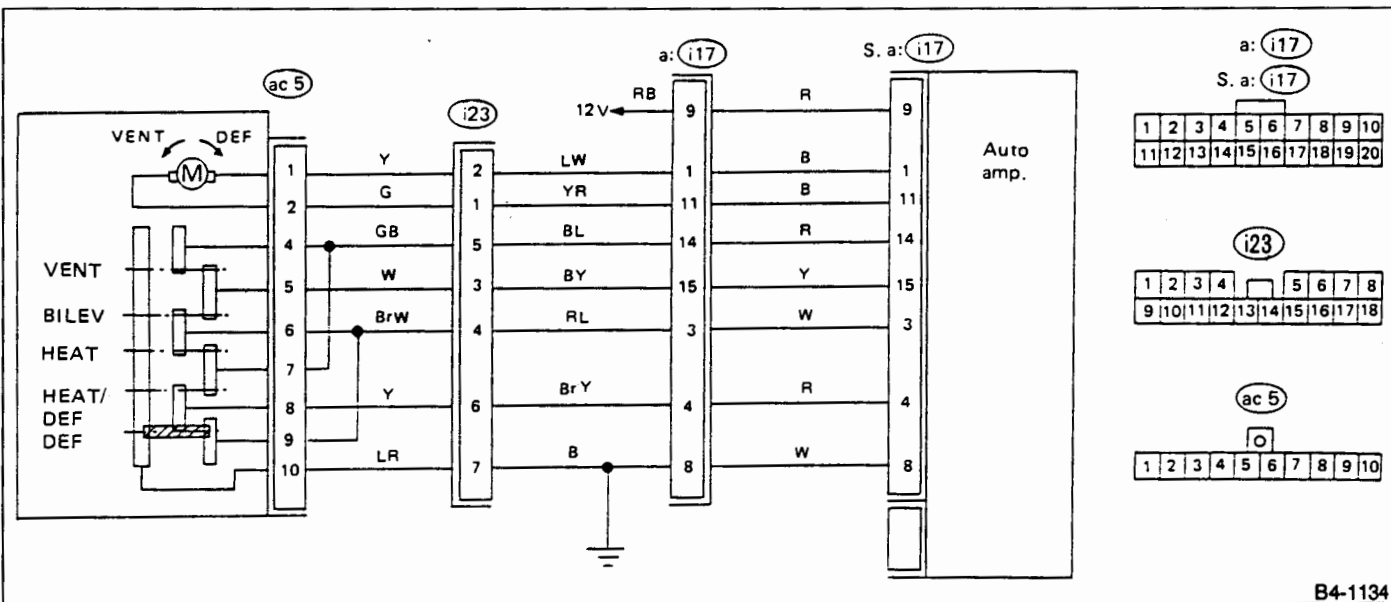 a: i17
S. a: i17
a: i17
S. a: i17
ac 5
i23
RB
R
12V
9
9
1 2 3 4 5 6 7 8 9 10
11 12 13 14 15 16 17 18 19 20
VENT DEF
M
1
Y
2
LW
1
B
1
Auto
amp.
2
G
1
YR
11
B
11
4
GB
5
BL
14
R
14
i23
VENT
5
W
3
BY
15
Y
15
1 2 3 4 5 6 7 8
9 10 11 12 13 14 15 16 17 18
BILEV
6
BrW
4
RL
3
W
3
HEAT
7
HEAT/
DEF
8
Y
6
BrY
4
R
4
ac 5
DEF
9
10
LR
7
B
8
W
8
1 2 3 4 5 6 7 8 9 10
B4-1134